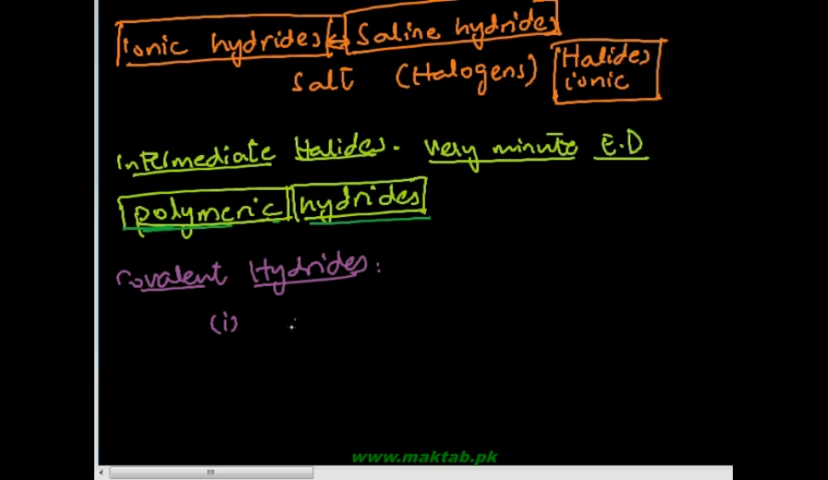 ionic hydrides ↔ Saline hydrides
Salt (Halogens) Halides ionic
intermediate Halides. very minute E.D
polymeric hydrides
Covalent Hydrides:
(i)
www.maktab.pk